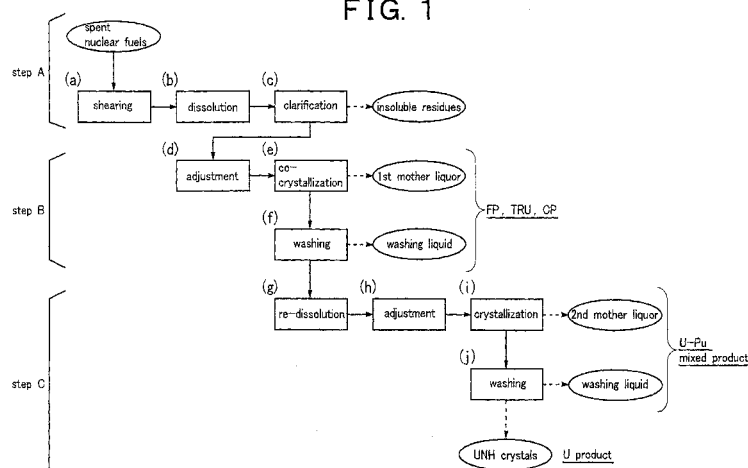 FIG. 1
spent
nuclear fuels
step A
(a)
(b)
(c)
shearing
dissolution
clarification
insoluble residues
(d)
(e)
adjustment
co-
crystallization
1st mother liquor
step B
FP, TRU, CP
(f)
washing
washing liquid
(g)
(h)
(i)
re-dissolution
adjustment
crystallization
2nd mother liquor
U-Pu
mixed product
(j)
step C
washing
washing liquid
UNH crystals
U product